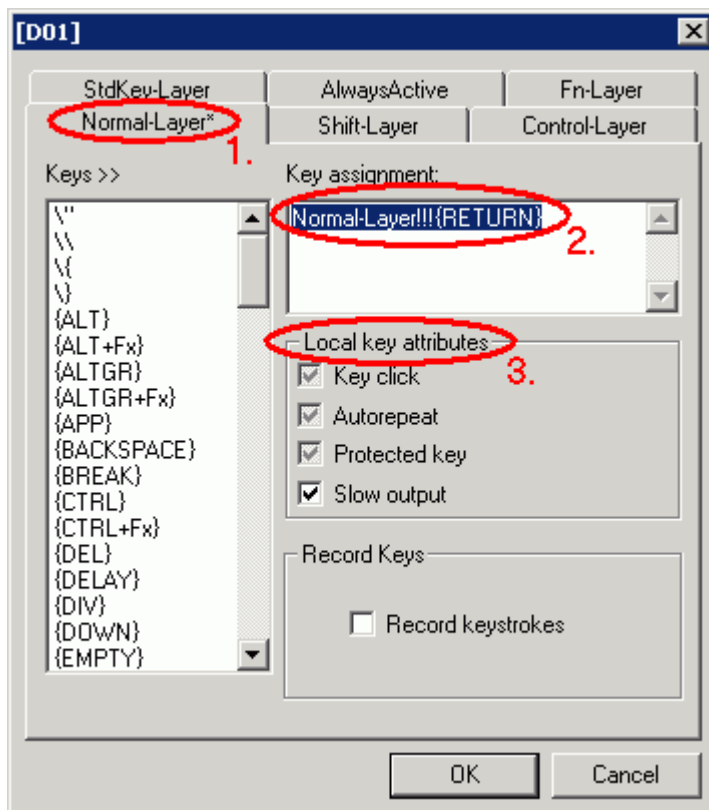 [D01]
StdKey-Layer AlwaysActive Fn-Layer
Normal-Layer* Shift-Layer Control-Layer
1.
Keys >> Key assignment:
\"
\\
\{
\}
{ALT}
{ALT+Fx}
{ALTGR}
{ALTGR+Fx}
{APP}
{BACKSPACE}
{BREAK}
{CTRL}
{CTRL+Fx}
{DEL}
{DELAY}
{DIV}
{DOWN}
{EMPTY}
Normal-Layer!!!{RETURN}
2.
Local key attributes
3.
Key click
Autorepeat
Protected key
Slow output
Record Keys
Record keystrokes
OK Cancel